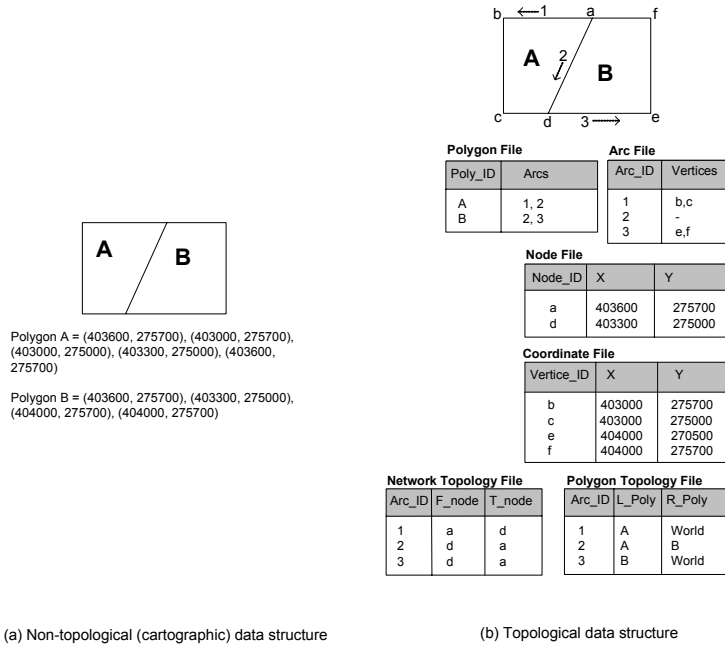 b 1 a f
A 2 B
c d 3 e
Polygon File
Poly_ID Arcs
A 1, 2
B 2, 3
Arc File
Arc_ID Vertices
1 b,c
2 -
3 e,f
Node File
Node_ID X Y
a 403600 275700
d 403300 275000
Coordinate File
Vertice_ID X Y
b 403000 275700
c 403000 275000
e 404000 270500
f 404000 275700
Network Topology File
Arc_ID F_node T_node
1 a d
2 d a
3 d a
Polygon Topology File
Arc_ID L_Poly R_Poly
1 A World
2 A B
3 B World
A B
Polygon A = (403600, 275700), (403000, 275700),
(403000, 275000), (403300, 275000), (403600,
275700)
Polygon B = (403600, 275700), (403300, 275000),
(404000, 275700), (404000, 275700)
(a) Non-topological (cartographic) data structure
(b) Topological data structure